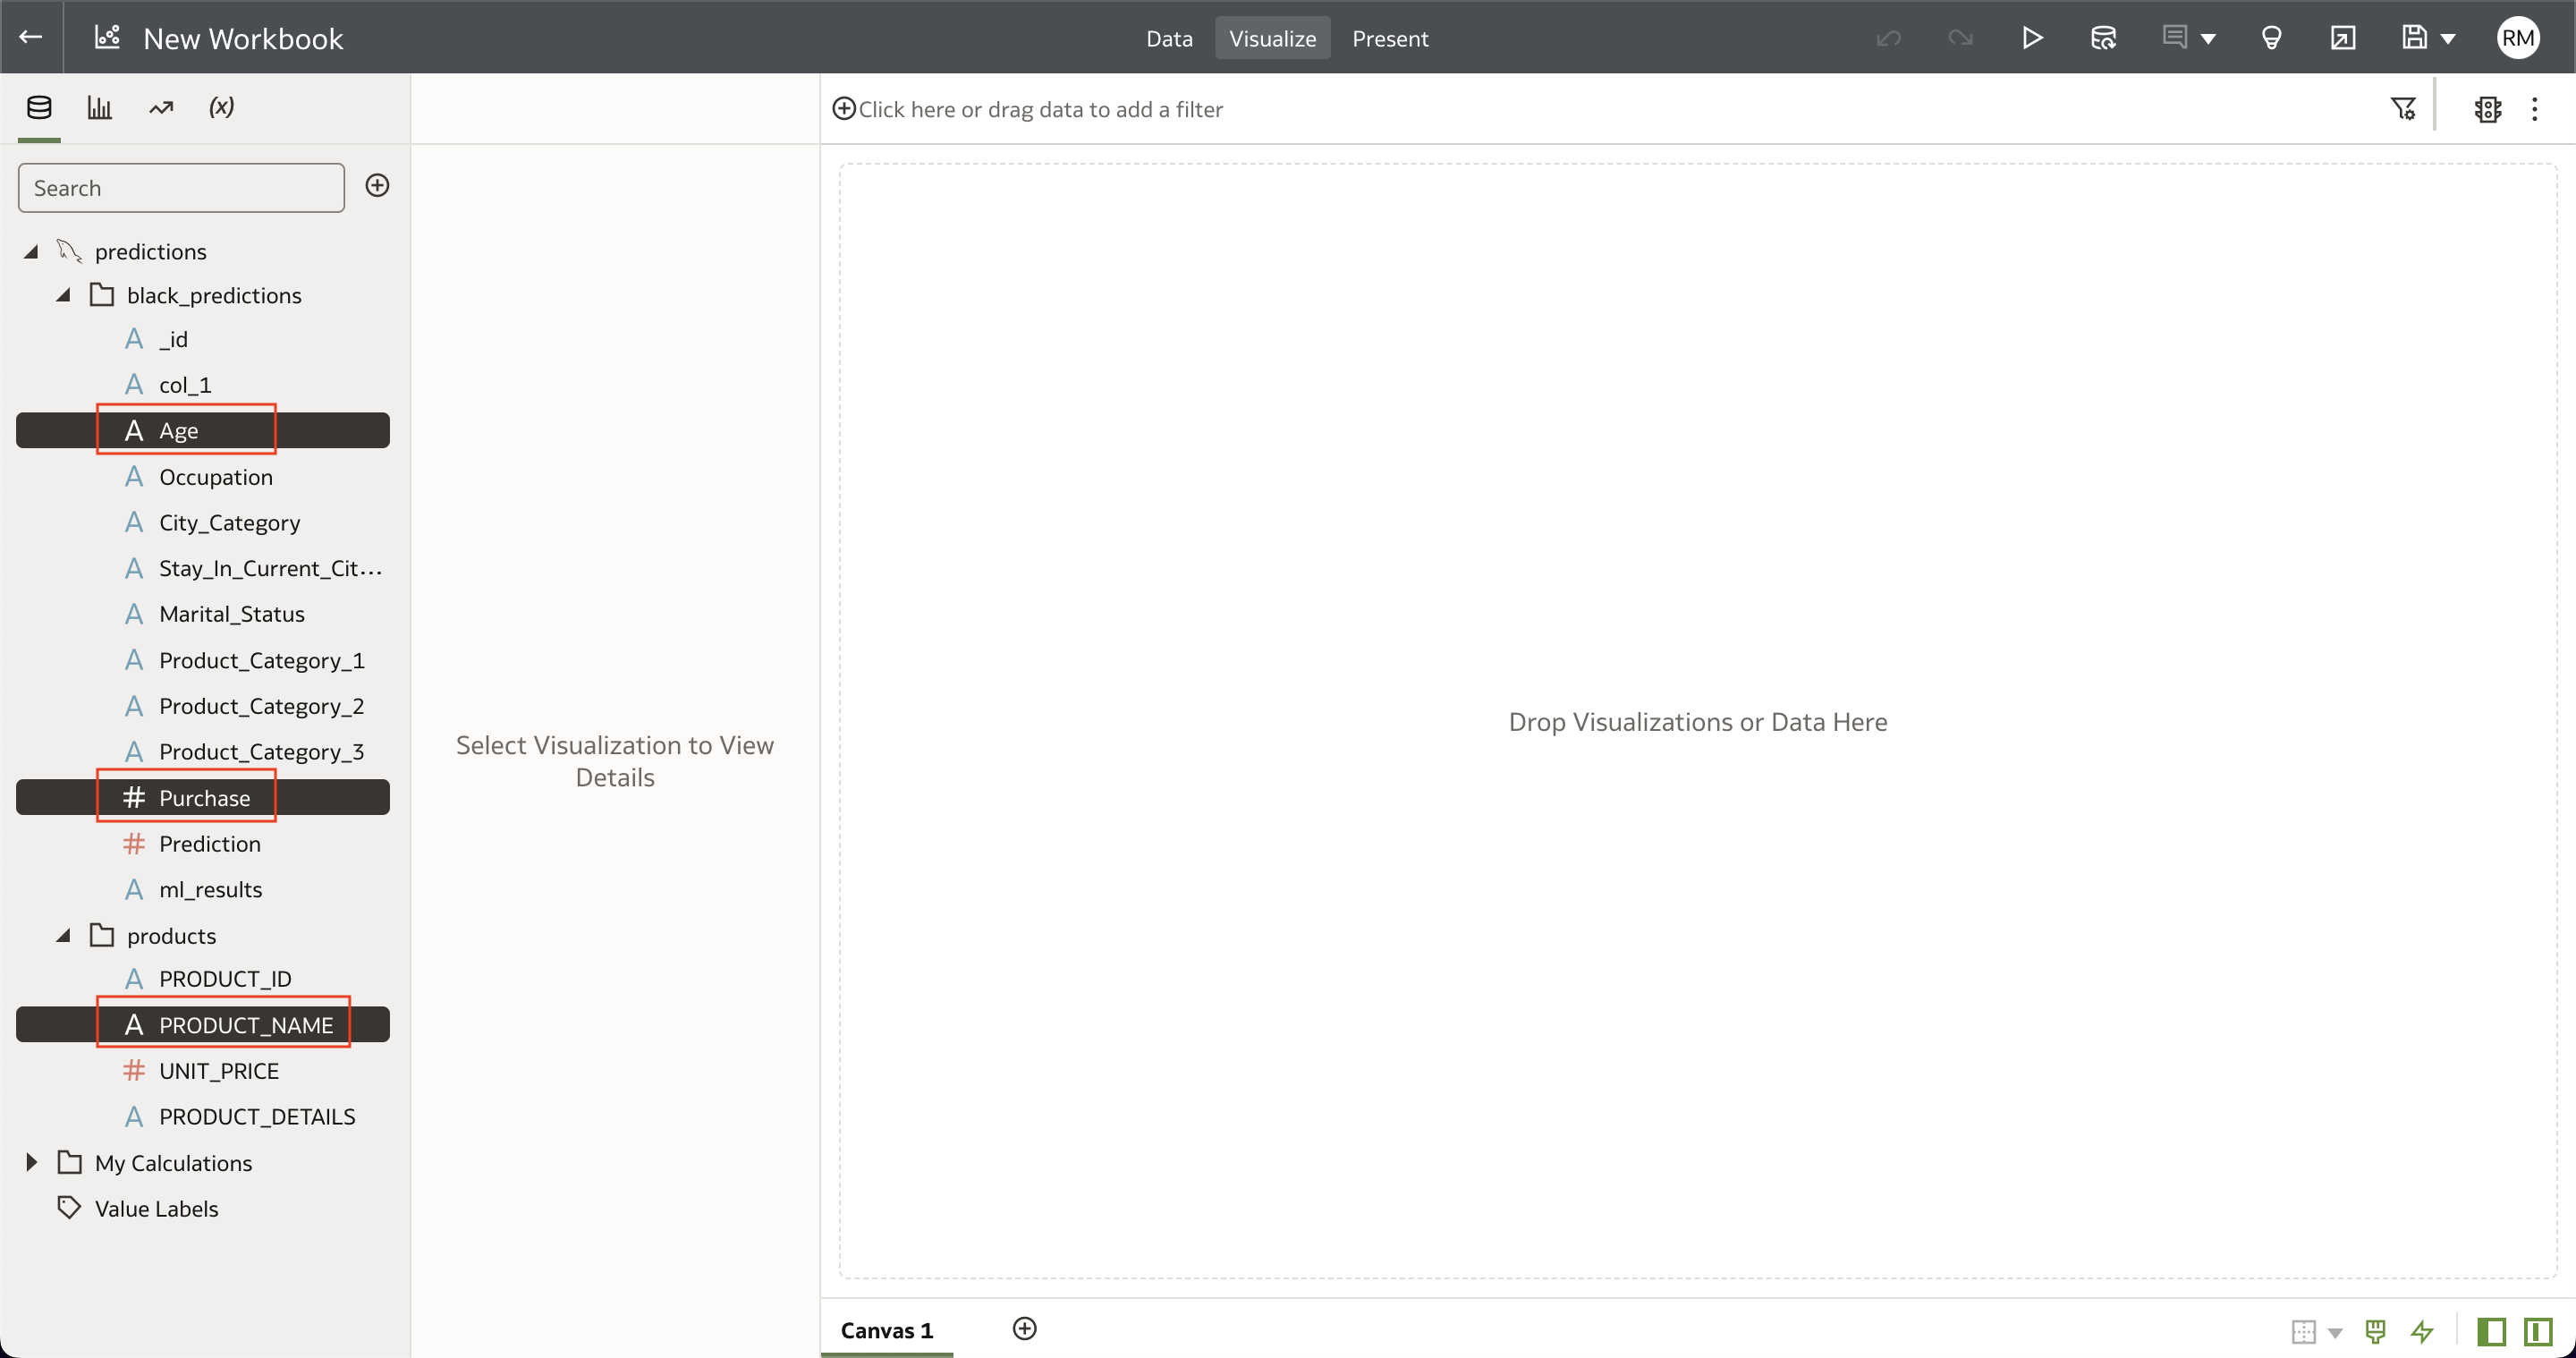 New Workbook
Data
Visualize
Present
RM
(x)
Click here or drag data to add a filter
Search
predictions
black_predictions
A _id
A col_1
A Age
A Occupation
A City_Category
A Stay_In_Current_Cit...
A Marital_Status
A Product_Category_1
A Product_Category_2
A Product_Category_3
# Purchase
# Prediction
A ml_results
products
A PRODUCT_ID
A PRODUCT_NAME
# UNIT_PRICE
A PRODUCT_DETAILS
My Calculations
Value Labels
Select Visualization to View
Details
Drop Visualizations or Data Here
Canvas 1